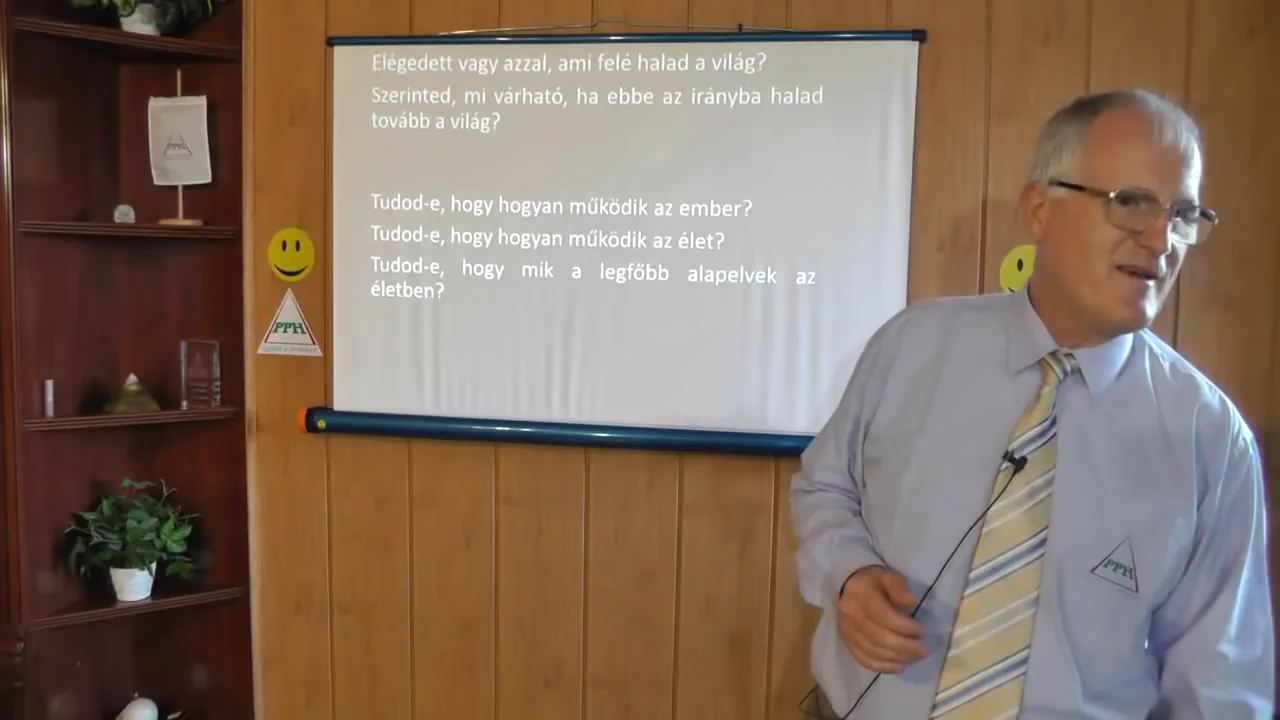 Elégedett vagy azzal, ami felé halad a világ?
Szerinted, mi várható, ha ebbe az irányba halad
tovább a világ?
Tudod-e, hogy hogyan működik az ember?
Tudod-e, hogy hogyan működik az élet?
Tudod-e, hogy mik a legfőbb alapelvek az
életben?
PPH
PPH
PPH